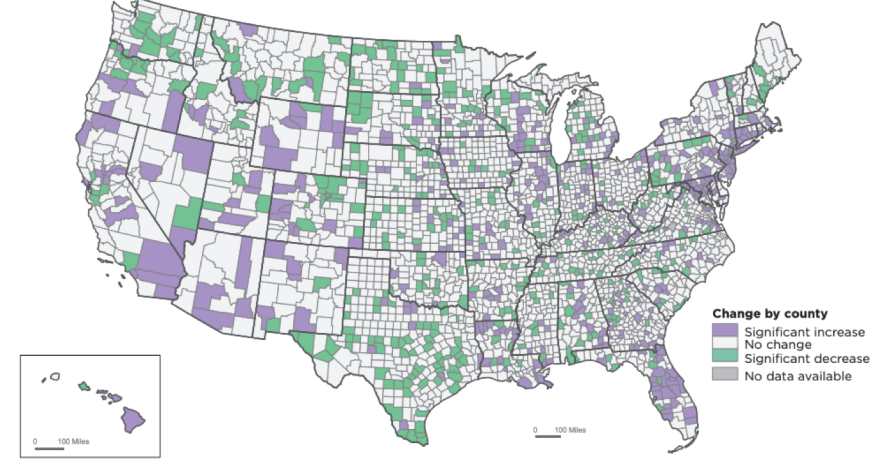 Change by county
Significant increase
No change
Significant decrease
No data available
0 100 Miles
0 100 Miles